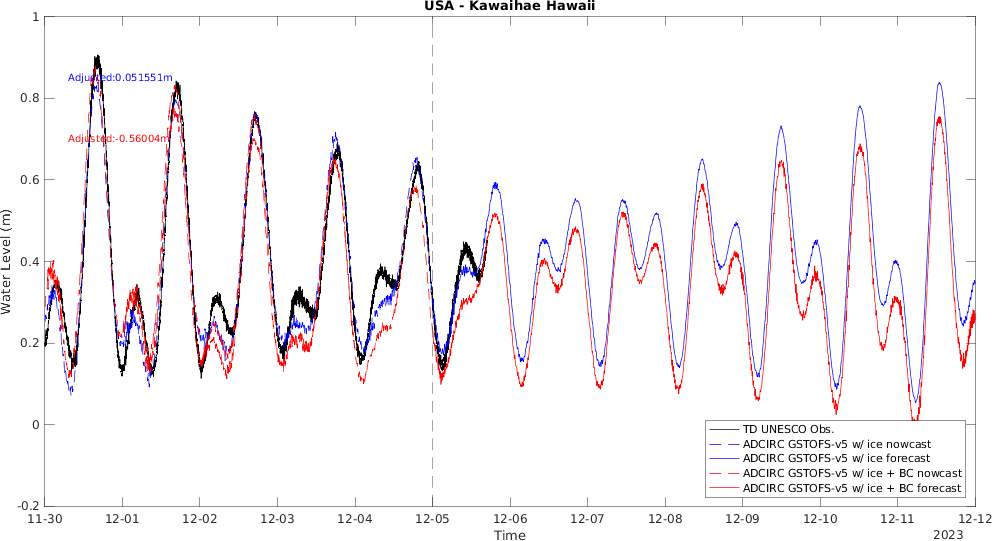 USA - Kawaihae Hawaii
1
0.8
0.6
0.4
0.2
0
-0.2
Water Level (m)
Adjusted:0.051551m
Adjusted:-0.56004m
TD UNESCO Obs.
ADCIRC GSTOFS-v5 w/ ice nowcast
ADCIRC GSTOFS-v5 w/ ice forecast
ADCIRC GSTOFS-v5 w/ ice + BC nowcast
ADCIRC GSTOFS-v5 w/ ice + BC forecast
11-30 12-01 12-02 12-03 12-04 12-05 12-06 12-07 12-08 12-09 12-10 12-11 12-12
Time
2023